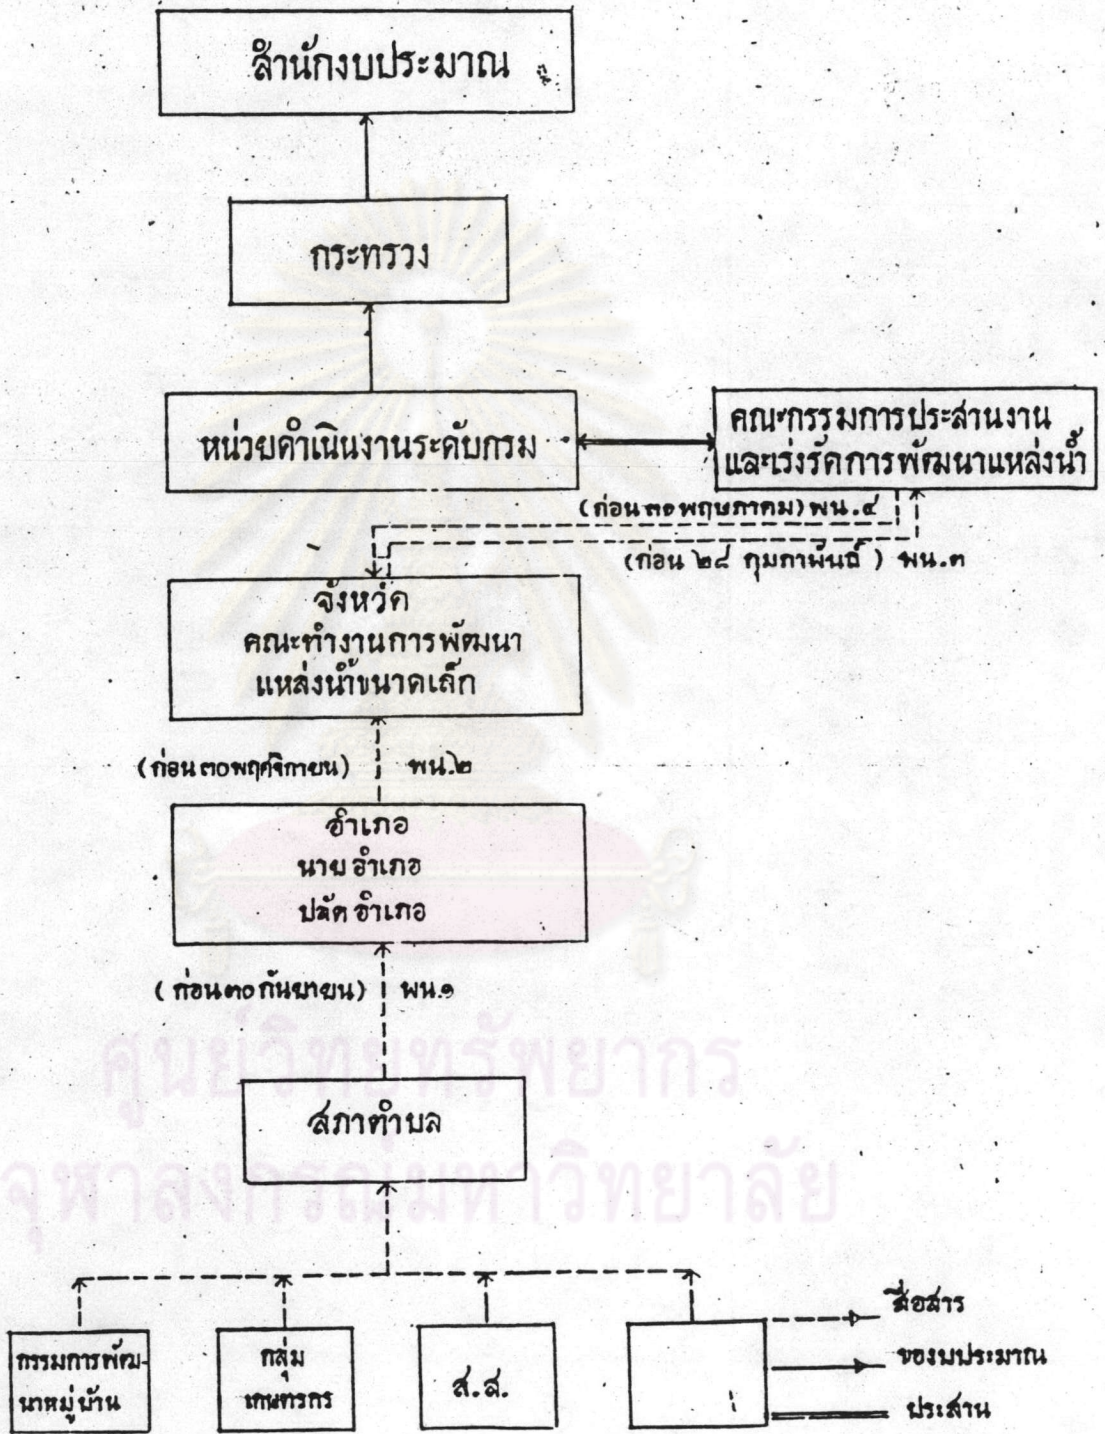 สำนักงบประมาณ
กระทรวง
หน่วยดำเนินงานระดับกรม
คณะกรรมการประสานงาน
และเร่งรัดการพัฒนาแหล่งน้ำ
(ก่อน ๓๐ พฤษภาคม) พน.๔
(ก่อน ๒๘ กุมภาพันธ์ ) พน.๓
จังหวัด
คณะทำงานการพัฒนา
แหล่งน้ำขนาดเล็ก
(ก่อน ๓๐ พฤศจิกายน) พน.๒
อำเภอ
นายอำเภอ
ปลัดอำเภอ
(ก่อน ๓๐ กันยายน) พน.๑
ศูนย์วิทยทรัพยากร
สภาตำบล
จุฬาลงกรณ์มหาวิทยาลัย
กรรมการพัฒ-
นาหมู่บ้าน
กลุ่ม
เกษตรกร
ส.ส.
สื่อสาร
ของบประมาณ
ประสาน